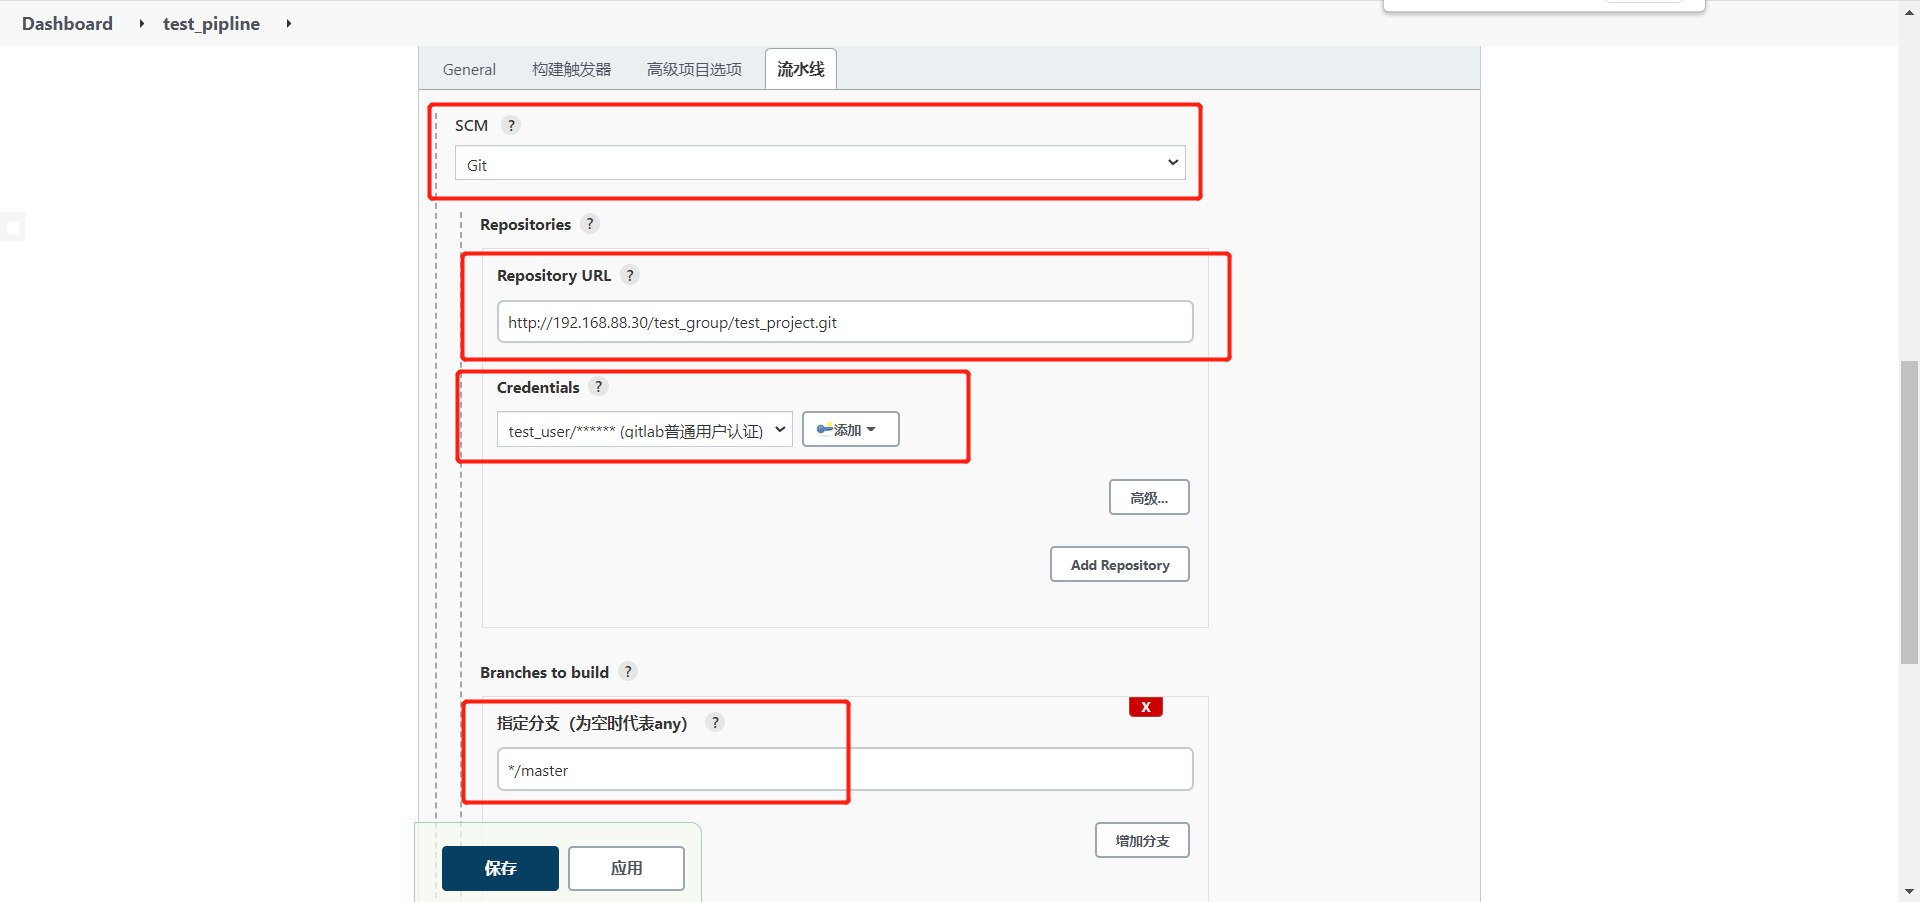 Dashboard
test_pipline
General
构建触发器
高级项目选项
流水线
SCM ?
Git
Repositories ?
Repository URL ?
http://192.168.88.30/test_group/test_project.git
Credentials ?
test_user/****** (gitlab普通用户认证)
添加
高级...
Add Repository
Branches to build ?
X
指定分支（为空时代表any） ?
*/master
增加分支
保存
应用